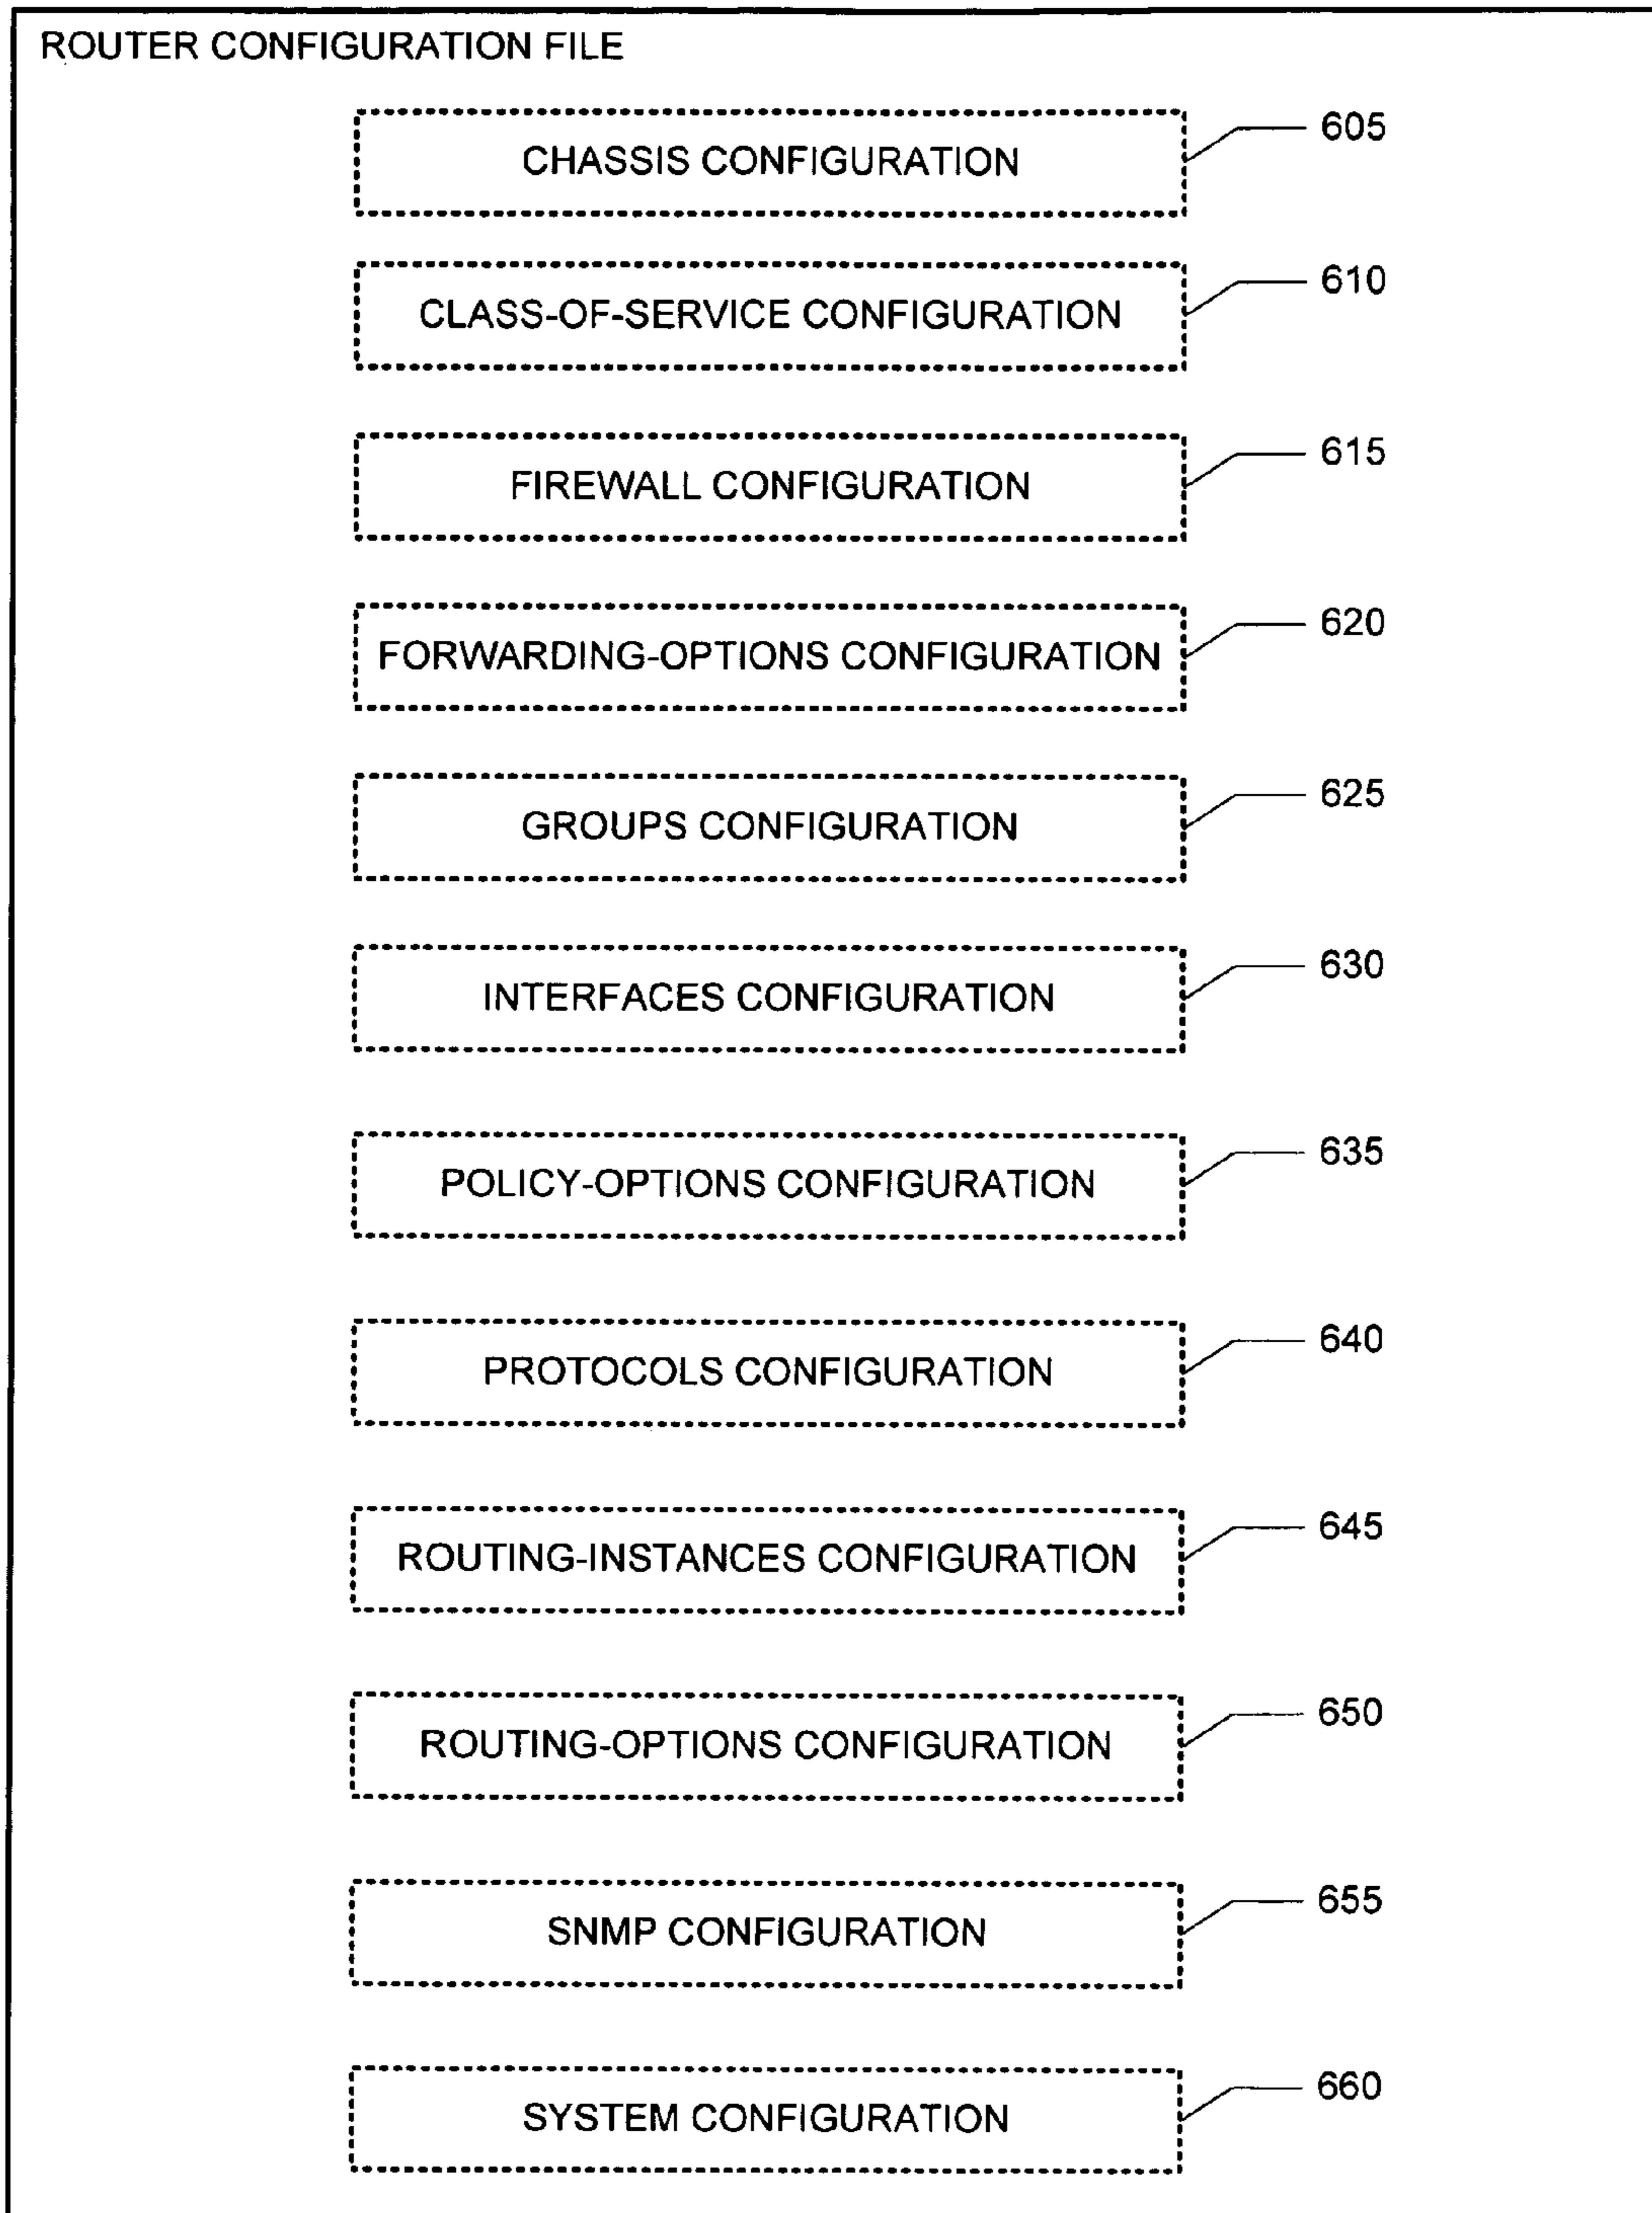 ROUTER CONFIGURATION FILE
CHASSIS CONFIGURATION
605
CLASS-OF-SERVICE CONFIGURATION
610
FIREWALL CONFIGURATION
615
FORWARDING-OPTIONS CONFIGURATION
620
GROUPS CONFIGURATION
625
INTERFACES CONFIGURATION
630
POLICY-OPTIONS CONFIGURATION
635
PROTOCOLS CONFIGURATION
640
ROUTING-INSTANCES CONFIGURATION
645
ROUTING-OPTIONS CONFIGURATION
650
SNMP CONFIGURATION
655
SYSTEM CONFIGURATION
660